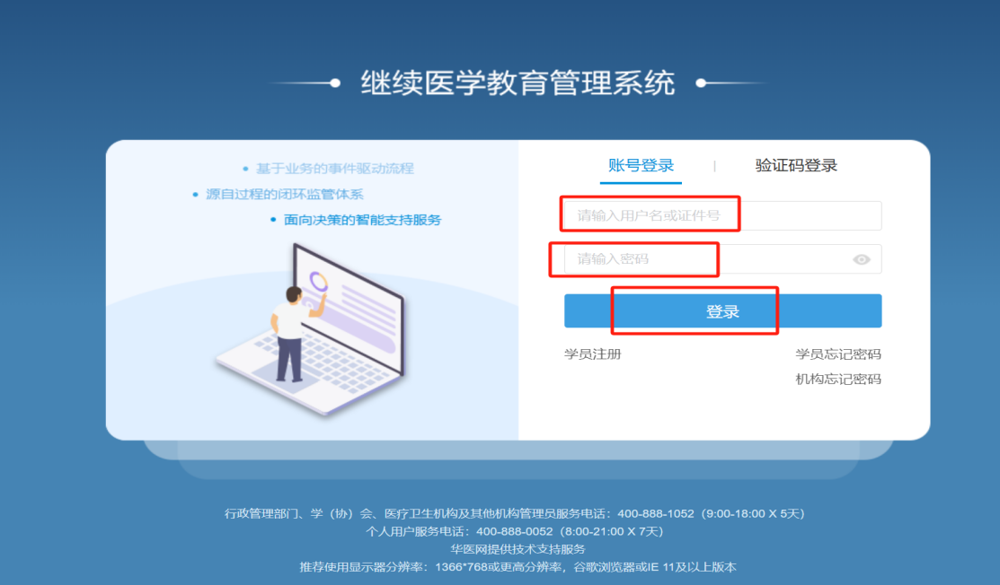 继续医学教育管理系统
基于业务的事件驱动流程
源自过程的闭环监管体系
面向决策的智能支持服务
账号登录 | 验证码登录
请输入用户名或证件号
请输入密码
登录
学员注册 学员忘记密码
机构忘记密码
行政管理部门、学（协）会、医疗卫生机构及其他机构管理员服务电话：400-888-1052（9:00-18:00 X 5天）
个人用户服务电话：400-888-0052（8:00-21:00 X 7天）
华医网提供技术支持服务
推荐使用显示器分辨率：1366*768或更高分辨率，谷歌浏览器或IE 11及以上版本